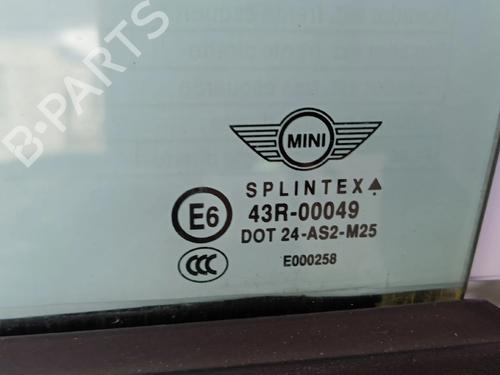 B-PARTS
MINI
SPLINTEX
E6 43R-00049
DOT 24-AS2-M25
CCC E000258